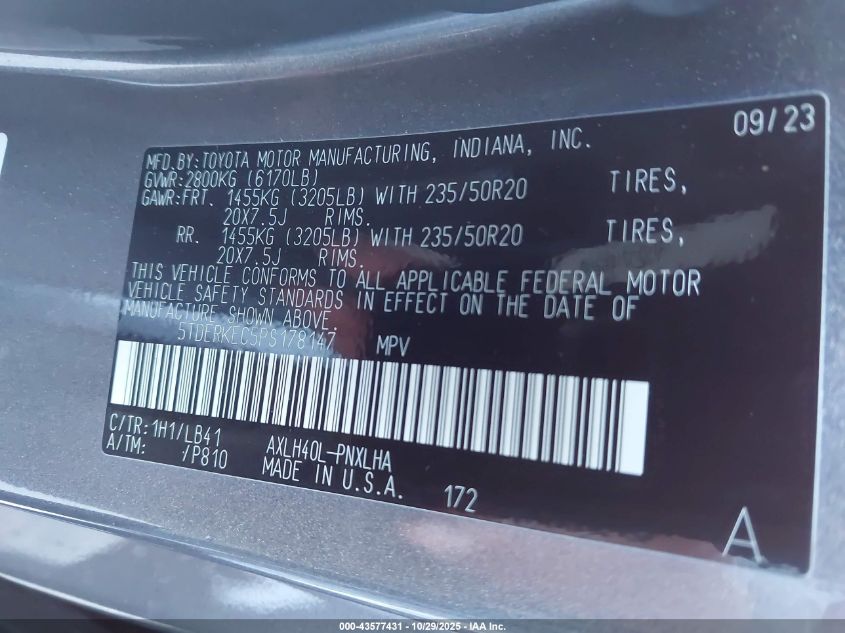 09/23
MFD.BY:TOYOTA MOTOR MANUFACTURING, INDIANA, INC.
GVWR:2800KG (6170LB)
GAWR:FRT. 1455KG (3205LB) WITH 235/50R20 TIRES,
20X7.5J RIMS.
RR. 1455KG (3205LB) WITH 235/50R20 TIRES,
20X7.5J RIMS.
THIS VEHICLE CONFORMS TO ALL APPLICABLE FEDERAL MOTOR
VEHICLE SAFETY STANDARDS IN EFFECT ON THE DATE OF
MANUFACTURE SHOWN ABOVE.
5TDERKEC5PS178147 MPV
C/TR:1H1/LB41 AXLH40L-PNXLHA
A/TM: -/P810 MADE IN U.S.A. 172
A
000-43577431 - 10/29/2025 - IAA Inc.